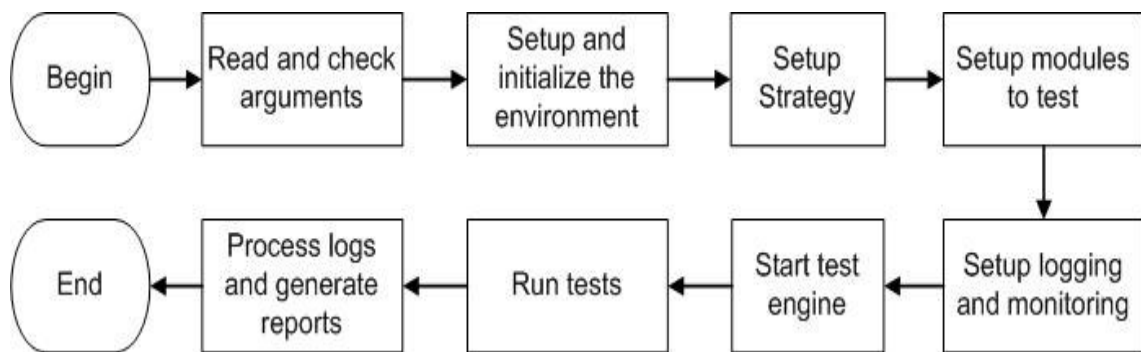 Begin
Read and check
arguments
Setup and
initialize the
environment
Setup
Strategy
Setup modules
to test
Setup logging
and monitoring
Start test
engine
Run tests
Process logs
and generate
reports
End